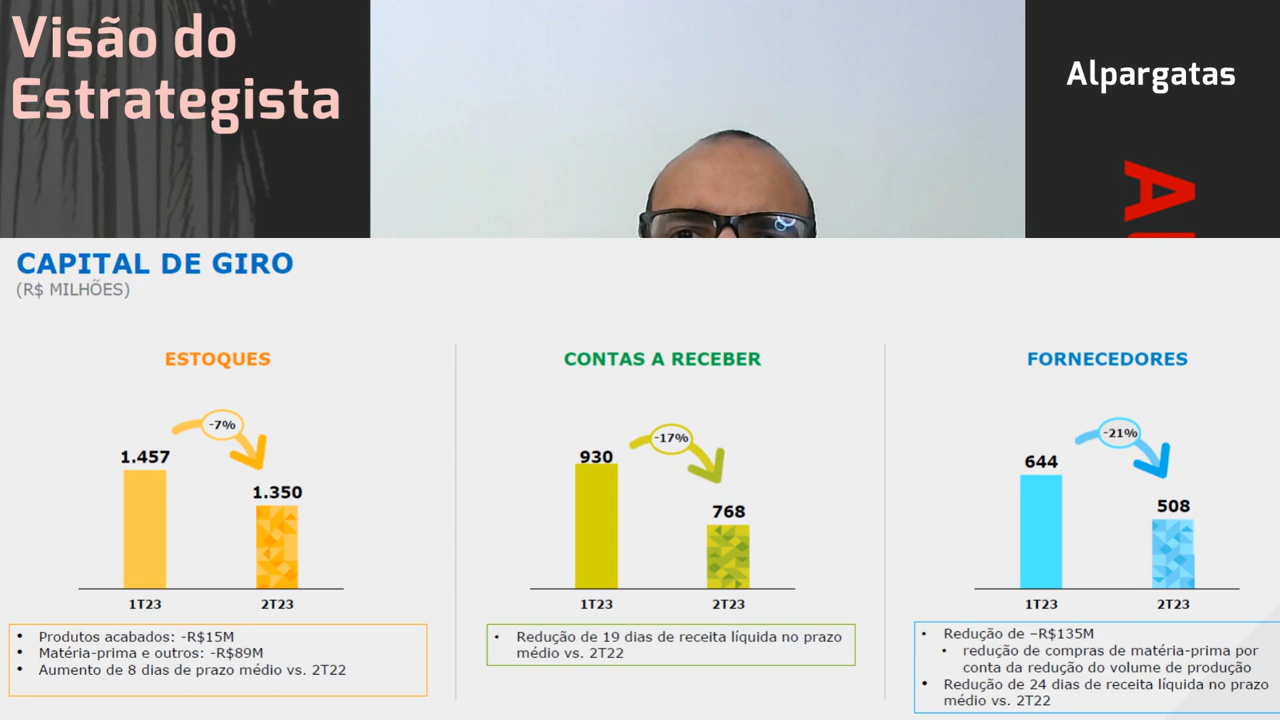 Visão do
Estrategista
Alpargatas
CAPITAL DE GIRO
(R$ MILHÕES)
ESTOQUES
-7%
1.457
1.350
1T23
2T23
• Produtos acabados: -R$15M
• Matéria-prima e outros: -R$89M
• Aumento de 8 dias de prazo médio vs. 2T22
CONTAS A RECEBER
-17%
930
768
1T23
2T23
• Redução de 19 dias de receita líquida no prazo
médio vs. 2T22
FORNECEDORES
-21%
644
508
1T23
2T23
• Redução de –R$135M
• redução de compras de matéria-prima por
conta da redução do volume de produção
• Redução de 24 dias de receita líquida no prazo
médio vs. 2T22